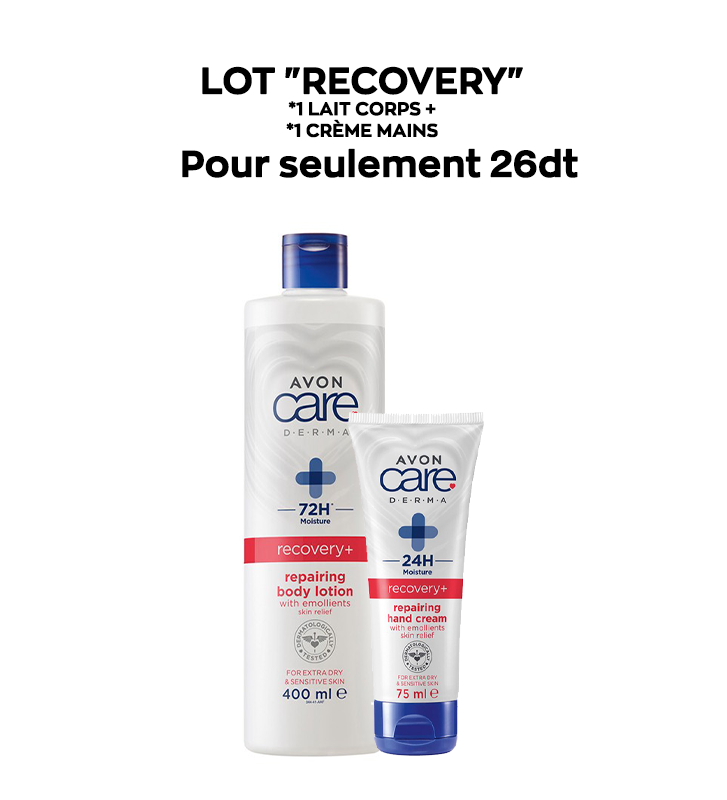 LOT "RECOVERY"
*1 LAIT CORPS +
*1 CRÈME MAINS
Pour seulement 26dt
AVON
care
D·E·R·M·A
72H*
Moisture
recovery+
repairing
body lotion
with emollients
skin relief
DERMATOLOGICALLY
TESTED
FOR EXTRA DRY
& SENSITIVE SKIN
400 ml ℮
AVON
care
D·E·R·M·A
24H
Moisture
recovery+
repairing
hand cream
with emollients
skin relief
DERMATOLOGICALLY
TESTED
FOR EXTRA DRY
& SENSITIVE SKIN
75 ml ℮